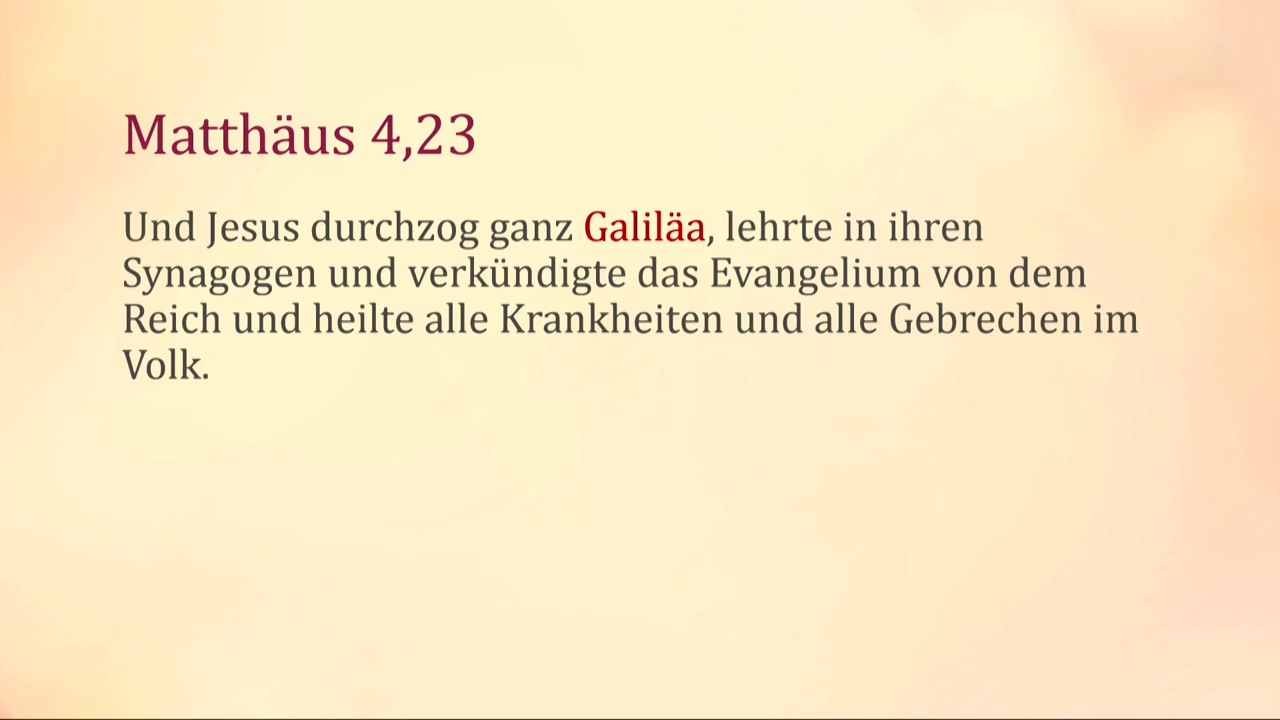 Matthäus 4,23
Und Jesus durchzog ganz Galiläa, lehrte in ihren
Synagogen und verkündigte das Evangelium von dem
Reich und heilte alle Krankheiten und alle Gebrechen im
Volk.